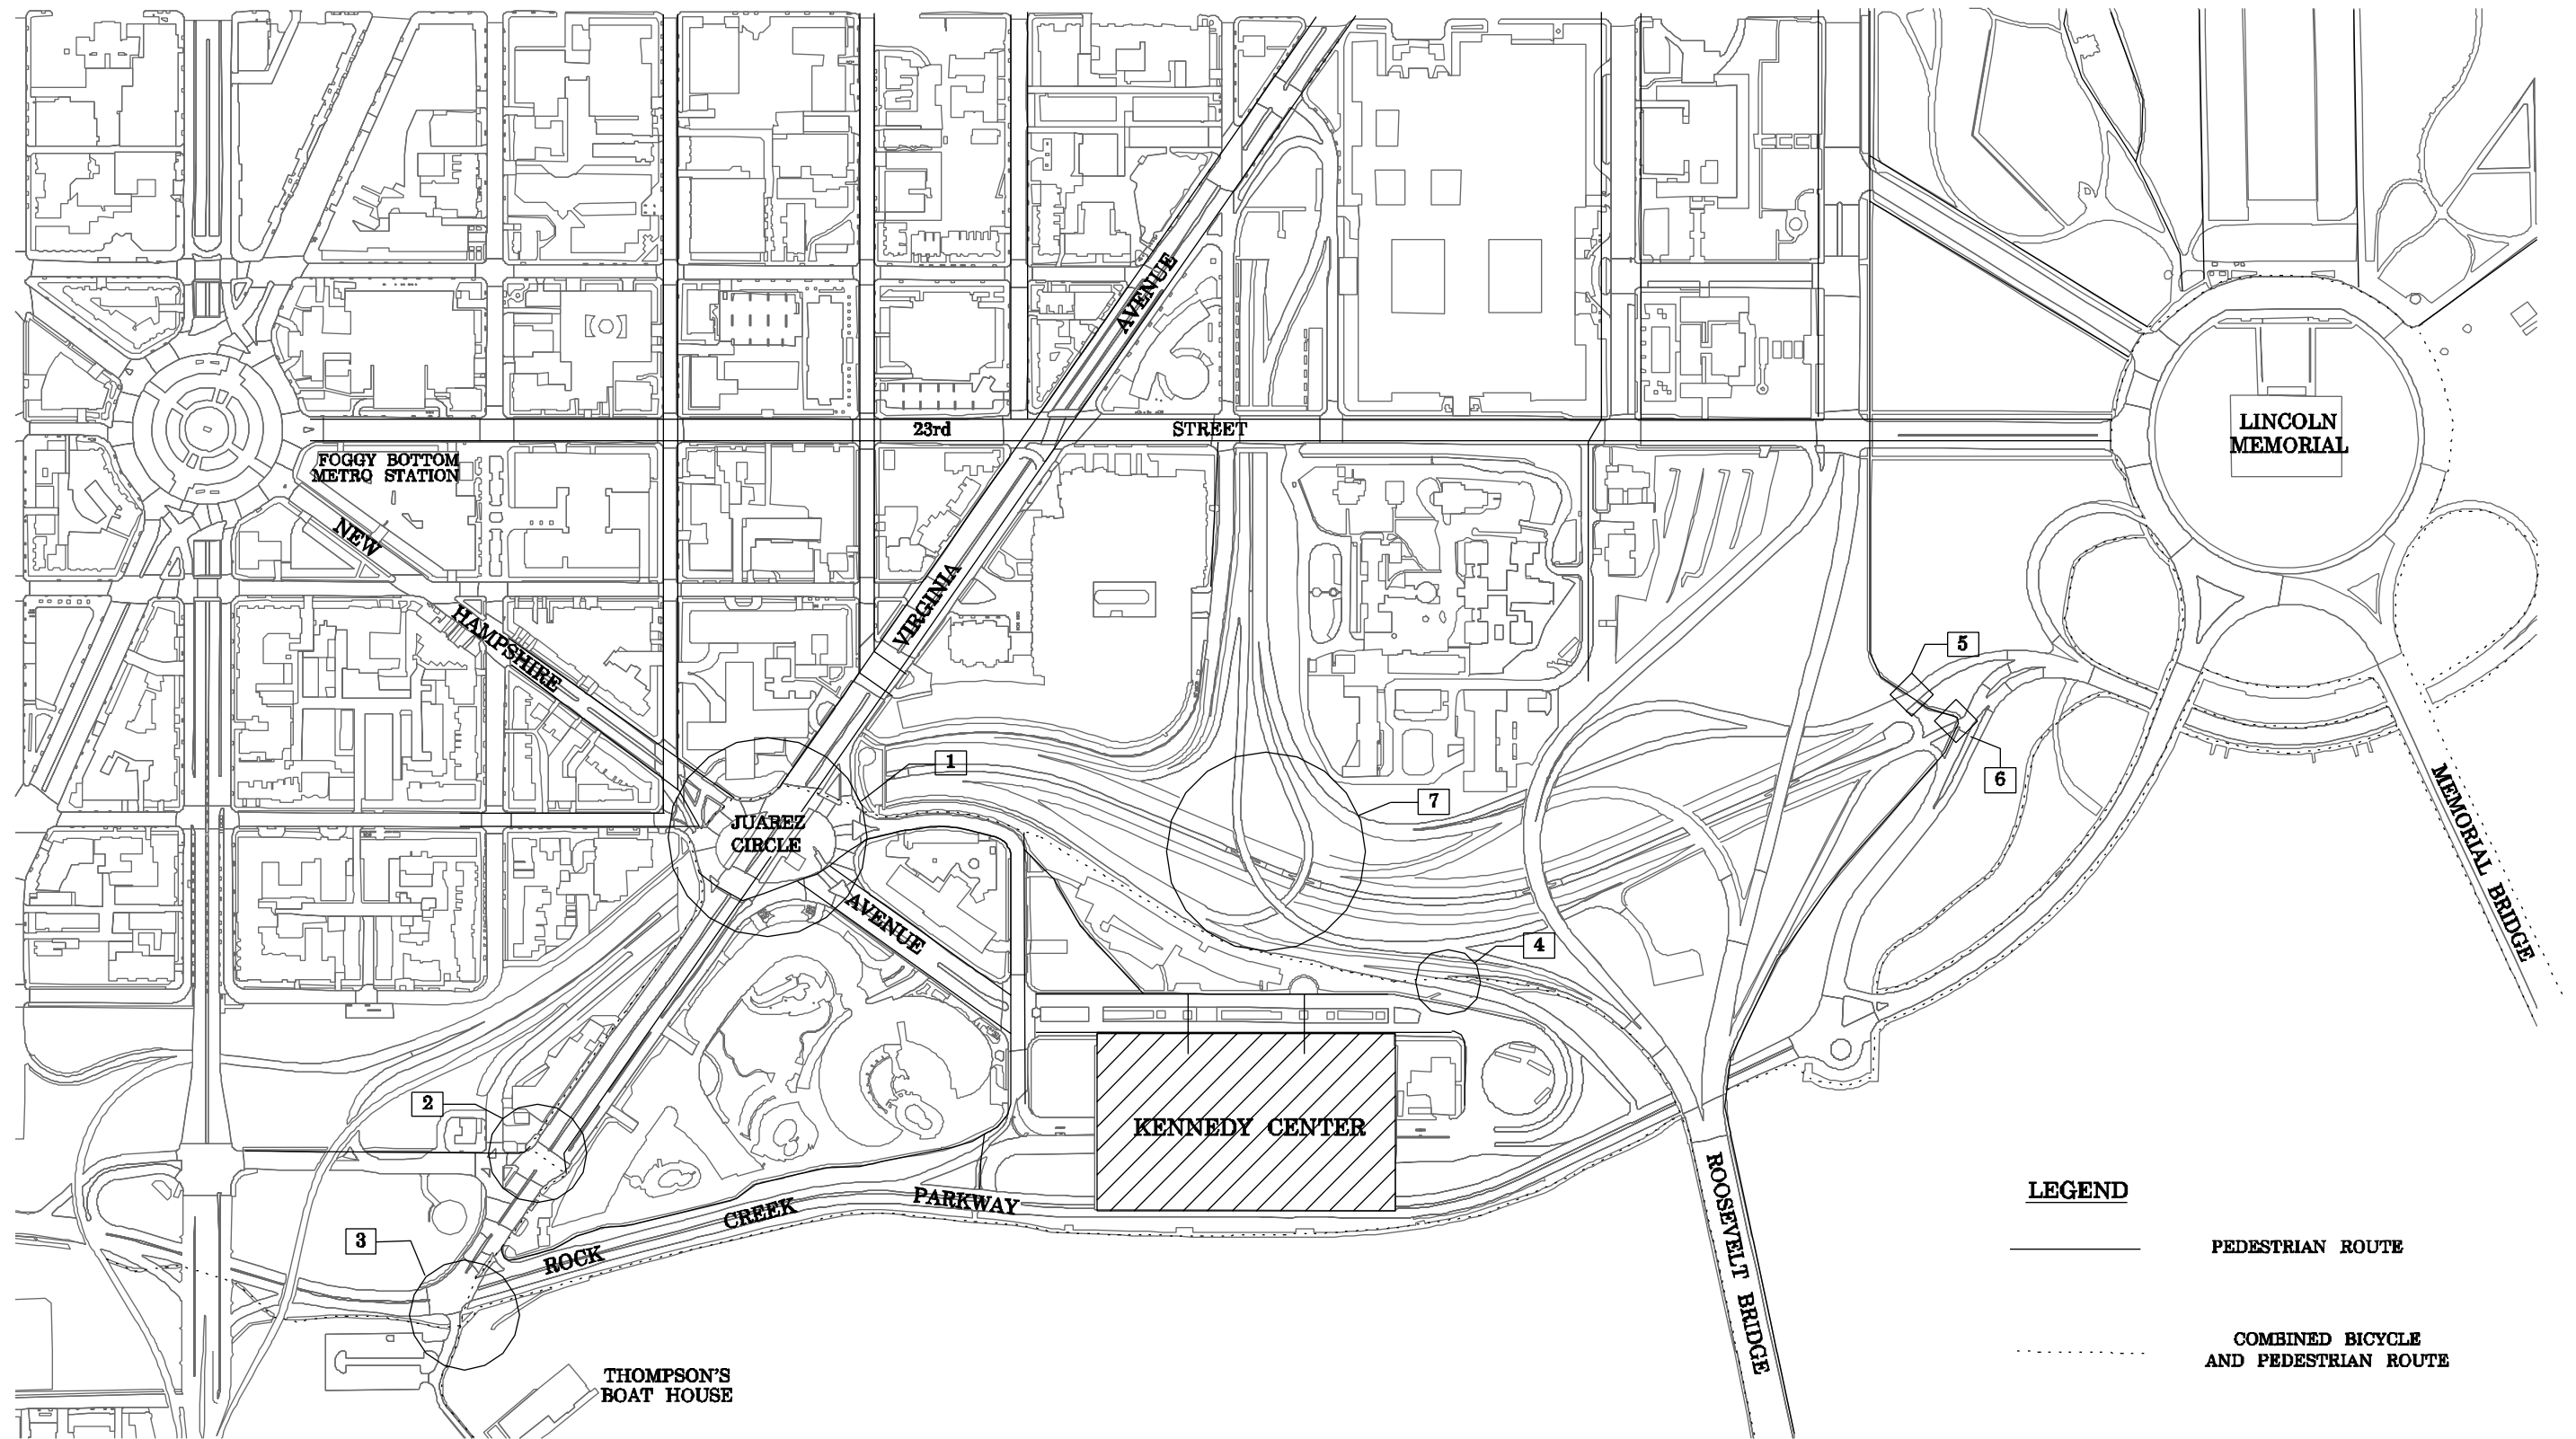 AVENUE
23rd STREET
LINCOLN
MEMORIAL
FOGGY BOTTOM
METRO STATION
NEW
HAMPSHIRE
VIRGINIA
5
6
1
7
JUAREZ
CIRCLE
AVENUE
4
MEMORIAL BRIDGE
2
KENNEDY CENTER
ROOSEVELT BRIDGE
3
ROCK CREEK PARKWAY
THOMPSON'S
BOAT HOUSE
LEGEND
PEDESTRIAN ROUTE
COMBINED BICYCLE
AND PEDESTRIAN ROUTE